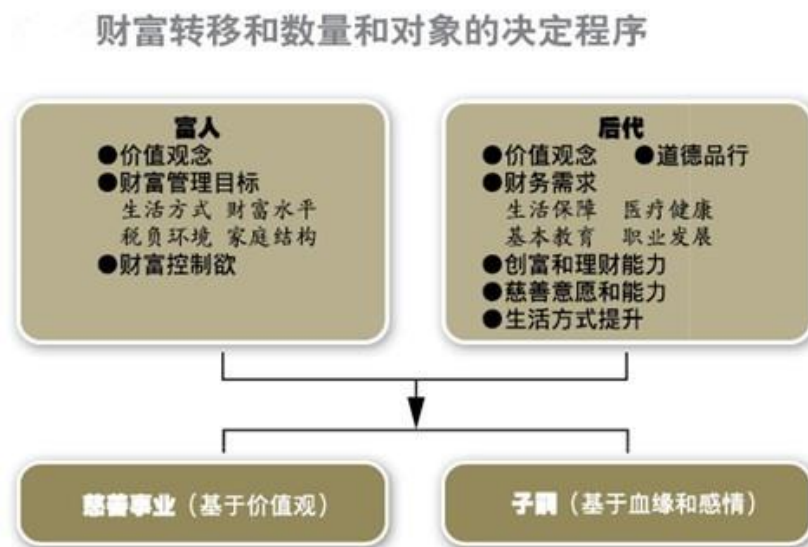 财富转移和数量和对象的决定程序
富人
●价值观念
●财富管理目标
生活方式 财富水平
税负环境 家庭结构
●财富控制欲
后代
●价值观念 ●道德品行
●财务需求
生活保障 医疗健康
基本教育 职业发展
●创富和理财能力
●慈善意愿和能力
●生活方式提升
慈善事业（基于价值观）
子嗣（基于血缘和感情）